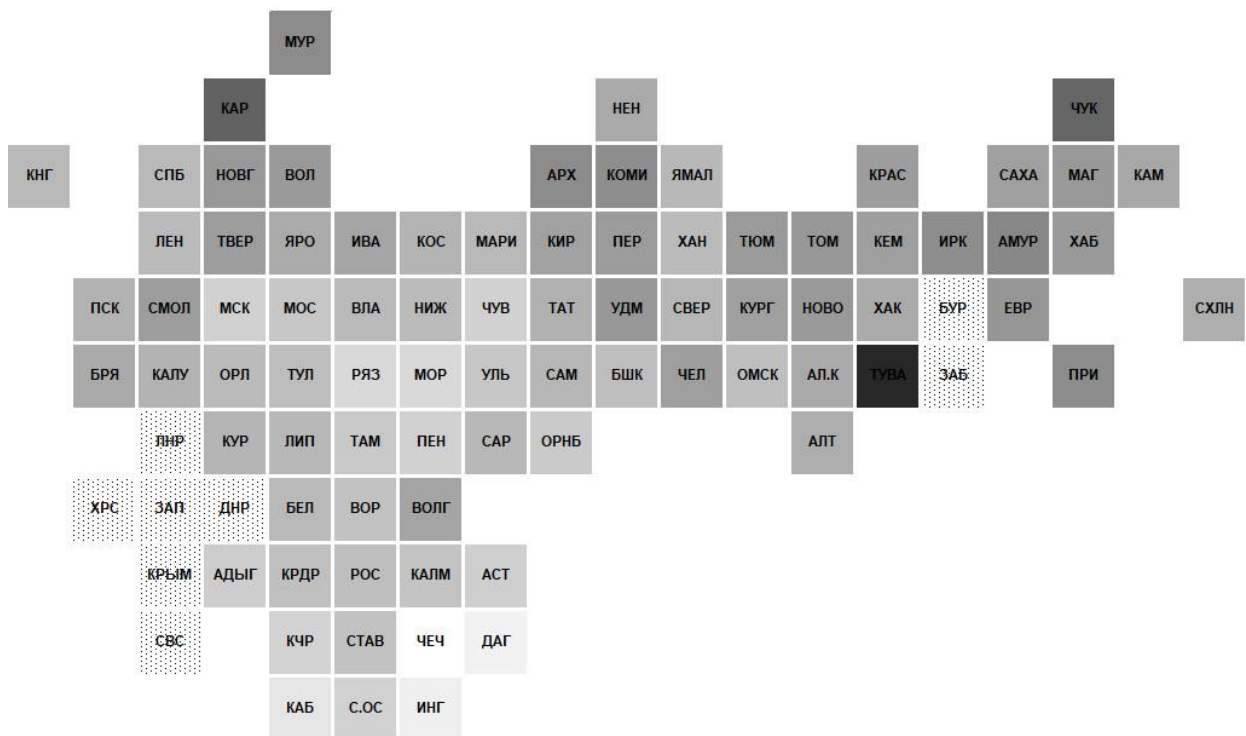 МУР
КАР НЕН ЧУК
КНГ СПБ НОВГ ВОЛ АРХ КОМИ ЯМАЛ КРАС САХА МАГ КАМ
ЛЕН ТВЕР ЯРО ИВА КОС МАРИ КИР ПЕР ХАН ТЮМ ТОМ КЕМ ИРК АМУР ХАБ
ПСК СМОЛ МСК МОС ВЛА НИЖ ЧУВ ТАТ УДМ СВЕР КУРГ НОВО ХАК БУР ЕВР СХЛН
БРЯ КАЛУ ОРЛ ТУЛ РЯЗ МОР УЛЬ САМ БШК ЧЕЛ ОМСК АЛ.К ТУВА ЗАБ ПРИ
ЛНР КУР ЛИП ТАМ ПЕН САР ОРНБ АЛТ
ХРС ЗАП ДНР БЕЛ ВОР ВОЛГ
КРЫМ АДЫГ КРДР РОС КАЛМ АСТ
СВС КЧР СТАВ ЧЕЧ ДАГ
КАБ С.ОС ИНГ